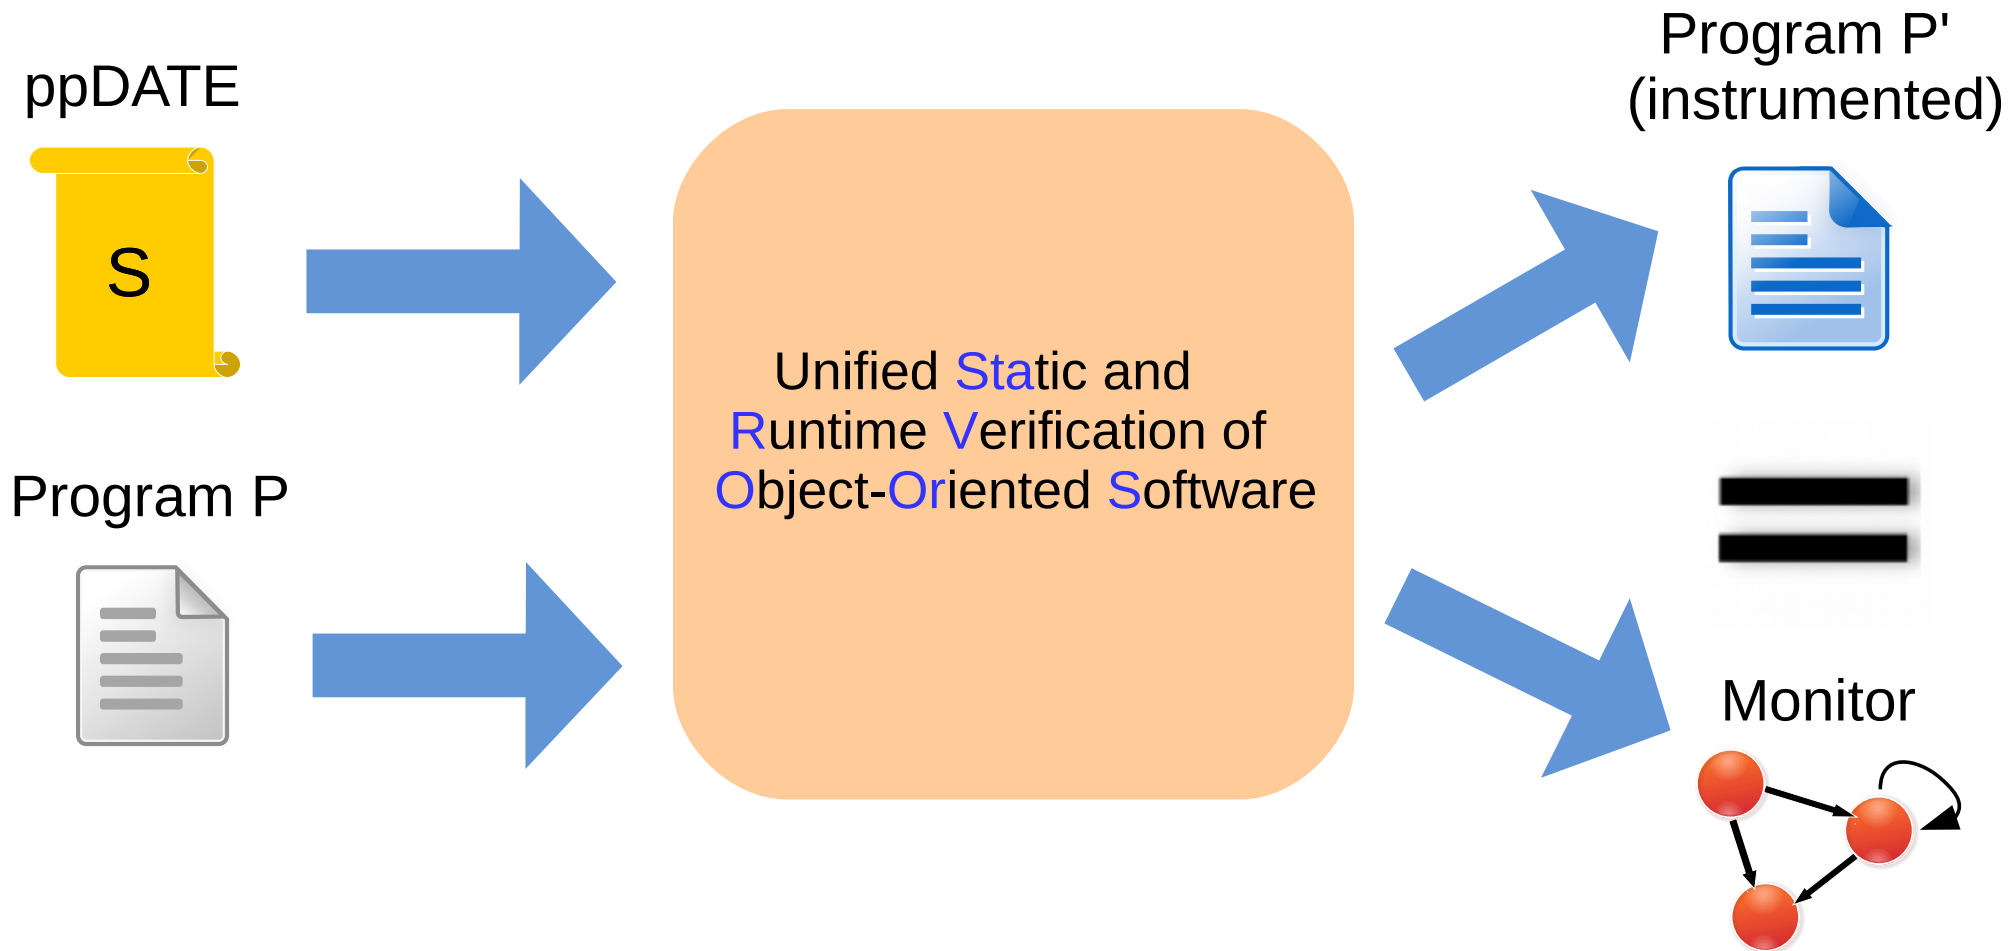 ppDATE
S
Program P
Unified Static and
Runtime Verification of
Object-Oriented Software
Program P'
(instrumented)
Monitor